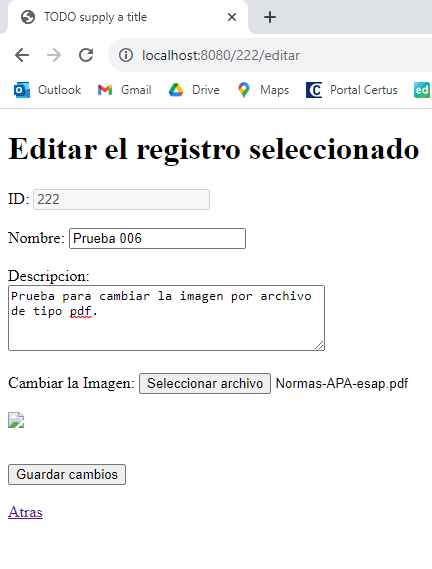 TODO supply a title
localhost:8080/222/editar
Outlook Gmail Drive Maps Portal Certus ed
Editar el registro seleccionado
ID: 222
Nombre: Prueba 006
Descripcion:
Prueba para cambiar la imagen por archivo
de tipo pdf.
Cambiar la Imagen: Seleccionar archivo Normas-APA-esap.pdf
Guardar cambios
Atras